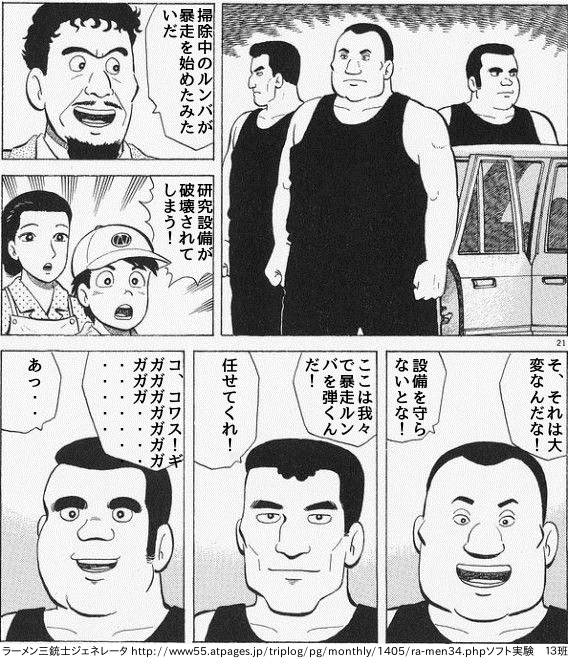 掃除中のルンバが
暴走を始めたみた
いだ
研究設備が
破壊されて
しまう！
21
そ、それは大
変なんだな！
設備を守ら
ないとな！
ここは我々
で暴走ルン
バを弾くん
だ！
任せてくれ！
コ、コワス！ギ
ガガガガガガガ
ガガガ・・・・
・・・・・・・
・・・・・・
あっ・・
ラーメン三銃士ジェネレータ http://www55.atpages.jp/triplog/pg/monthly/1405/ra-men34.phpソフト実験　13班